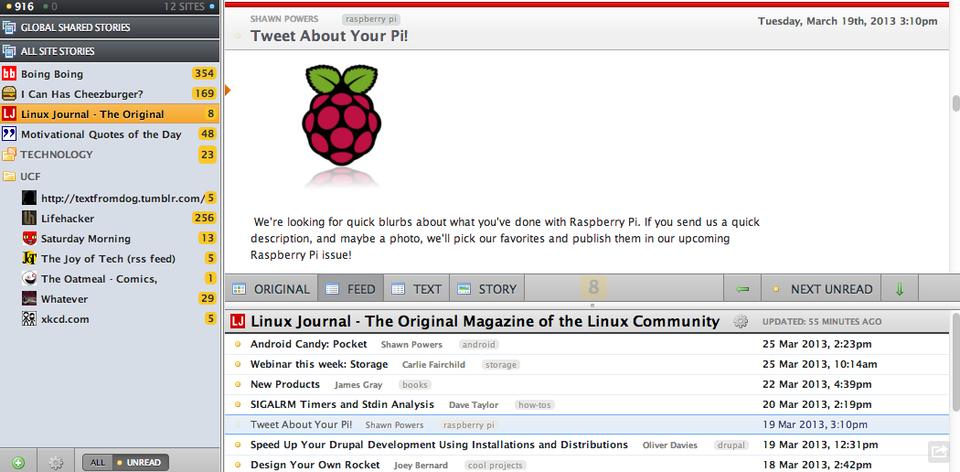 916 0 12 SITES
GLOBAL SHARED STORIES
ALL SITE STORIES
bb Boing Boing 354
I Can Has Cheezburger? 169
LJ Linux Journal - The Original 8
Motivational Quotes of the Day 48
TECHNOLOGY 23
UCF
http://textfromdog.tumblr.com/ 5
Lifehacker 256
Saturday Morning 13
The Joy of Tech (rss feed) 5
The Oatmeal - Comics, 1
Whatever 29
xkcd.com 5
ALL UNREAD
SHAWN POWERS raspberry pi Tuesday, March 19th, 2013 3:10pm
Tweet About Your Pi!
We're looking for quick blurbs about what you've done with Raspberry Pi. If you send us a quick
description, and maybe a photo, we'll pick our favorites and publish them in our upcoming
Raspberry Pi issue!
ORIGINAL FEED TEXT STORY 8 NEXT UNREAD
LJ Linux Journal - The Original Magazine of the Linux Community UPDATED: 55 MINUTES AGO
Android Candy: Pocket Shawn Powers android 25 Mar 2013, 2:23pm
Webinar this week: Storage Carlie Fairchild storage 25 Mar 2013, 10:14am
New Products James Gray books 22 Mar 2013, 4:39pm
SIGALRM Timers and Stdin Analysis Dave Taylor how-tos 20 Mar 2013, 2:19pm
Tweet About Your Pi! Shawn Powers raspberry pi 19 Mar 2013, 3:10pm
Speed Up Your Drupal Development Using Installations and Distributions Oliver Davies drupal 19 Mar 2013, 12:31pm
Design Your Own Rocket Joey Bernard cool projects 18 Mar 2013, 2:42pm